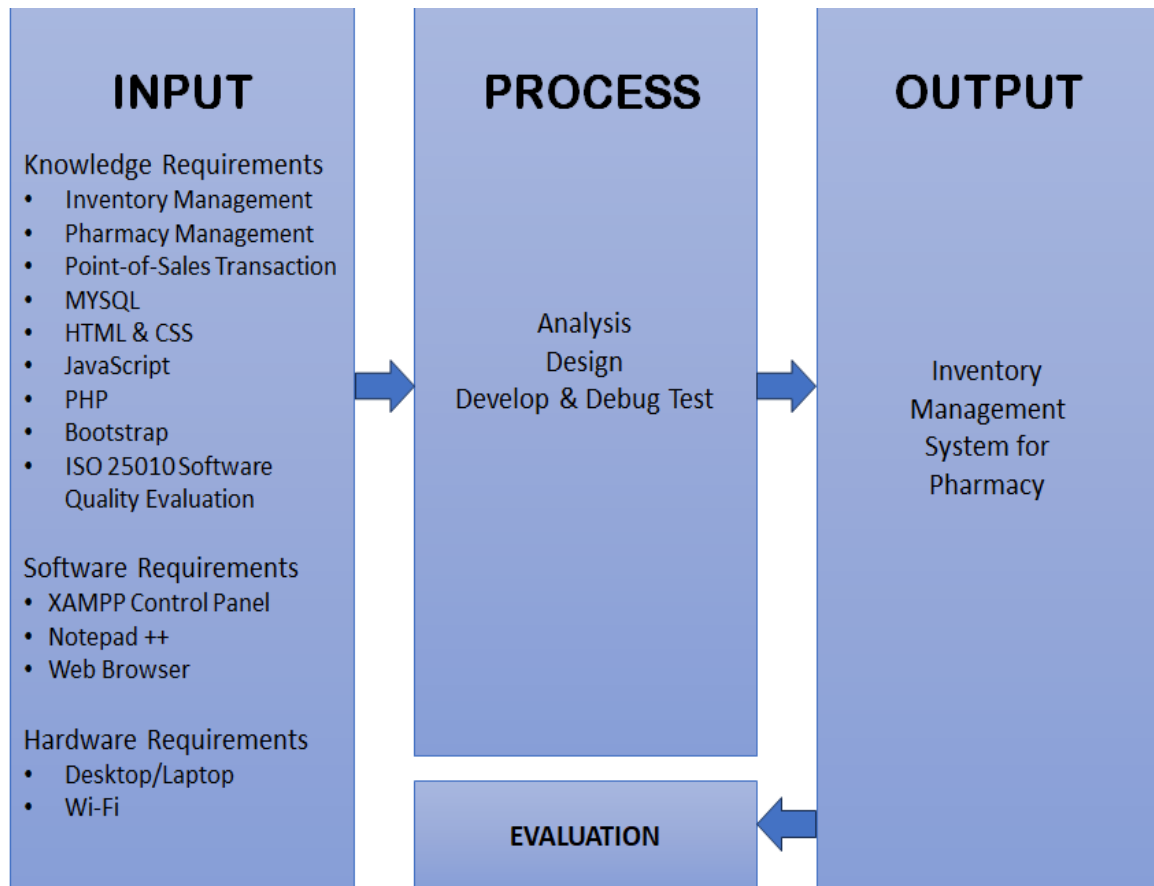 INPUT
Knowledge Requirements
• Inventory Management
• Pharmacy Management
• Point-of-Sales Transaction
• MYSQL
• HTML & CSS
• JavaScript
• PHP
• Bootstrap
• ISO 25010 Software
Quality Evaluation
Software Requirements
• XAMPP Control Panel
• Notepad ++
• Web Browser
Hardware Requirements
• Desktop/Laptop
• Wi-Fi
PROCESS
Analysis
Design
Develop & Debug Test
OUTPUT
Inventory
Management
System for
Pharmacy
EVALUATION